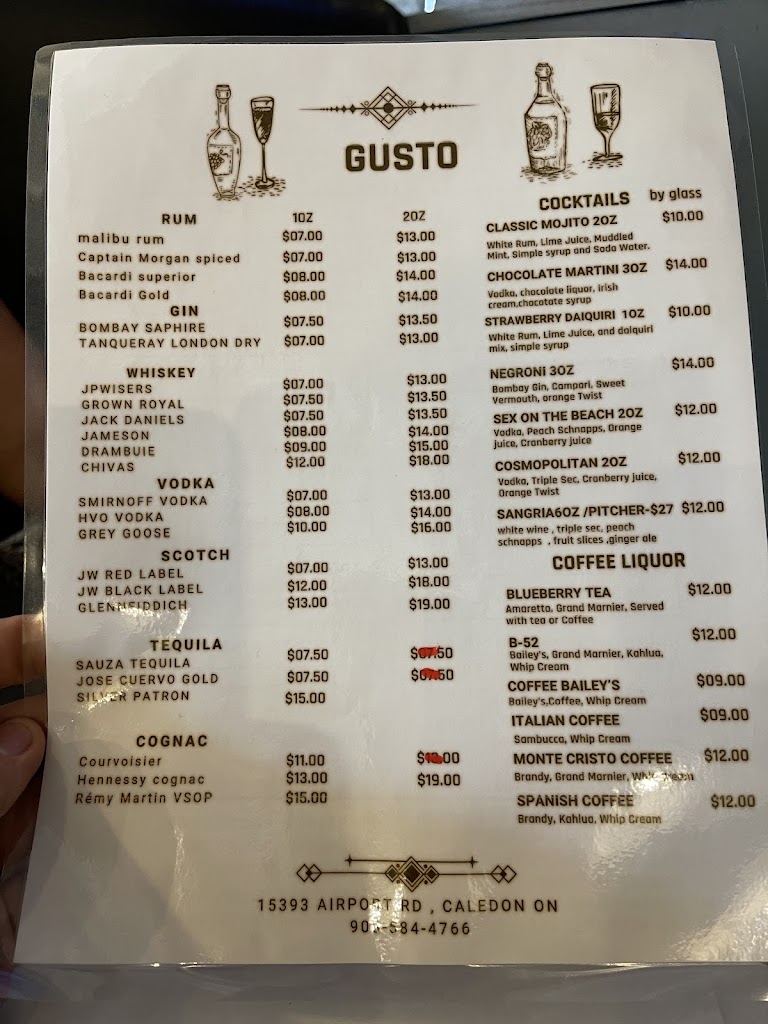 GUSTO
RUM 1OZ 2OZ
malibu rum $07.00 $13.00
Captain Morgan spiced $07.00 $13.00
Bacardi superior $08.00 $14.00
Bacardi Gold $08.00 $14.00
GIN
BOMBAY SAPHIRE $07.50 $13.50
TANQUERAY LONDON DRY $07.00 $13.00
WHISKEY
JPWISERS $07.00 $13.00
GROWN ROYAL $07.50 $13.50
JACK DANIELS $07.50 $13.50
JAMESON $08.00 $14.00
DRAMBUIE $09.00 $15.00
CHIVAS $12.00 $18.00
VODKA
SMIRNOFF VODKA $07.00 $13.00
HVO VODKA $08.00 $14.00
GREY GOOSE $10.00 $16.00
SCOTCH
JW RED LABEL $07.00 $13.00
JW BLACK LABEL $12.00 $18.00
GLENNFIDDICH $13.00 $19.00
TEQUILA
SAUZA TEQUILA $07.50
JOSE CUERVO GOLD $07.50
SILVER PATRON $15.00
COGNAC
Courvoisier $11.00
Hennessy cognac $13.00 $19.00
Rémy Martin VSOP $15.00
COCKTAILS by glass
CLASSIC MOJITO 2OZ $10.00
White Rum, Lime Juice, Muddled
Mint, Simple syrup and Soda Water.
CHOCOLATE MARTINI 3OZ $14.00
Vodka, chocolate liquor, irish
cream,chocotate syrup
STRAWBERRY DAIQUIRI 1OZ $10.00
White Rum, Lime Juice, and daiquiri
mix, simple syrup
NEGRONI 3OZ $14.00
Bombay Gin, Campari, Sweet
Vermouth, orange Twist
SEX ON THE BEACH 2OZ $12.00
Vodka, Peach Schnapps, Orange
juice, Cranberry juice
COSMOPOLITAN 2OZ $12.00
Vodka, Triple Sec, Cranberry juice,
Orange Twist
SANGRIA6OZ /PITCHER-$27 $12.00
white wine , triple sec, peach
schnapps , fruit slices ,ginger ale
COFFEE LIQUOR
BLUEBERRY TEA $12.00
Amaretto, Grand Marnier, Served
with tea or Coffee
B-52 $12.00
Bailey's, Grand Marnier, Kahlua,
Whip Cream
COFFEE BAILEY'S $09.00
Bailey's,Coffee, Whip Cream
ITALIAN COFFEE $09.00
Sambucca, Whip Cream
MONTE CRISTO COFFEE $12.00
Brandy, Grand Marnier, Whip Cream
SPANISH COFFEE $12.00
Brandy, Kahlua, Whip Cream
15393 AIRPORT RD , CALEDON ON
905-584-4766